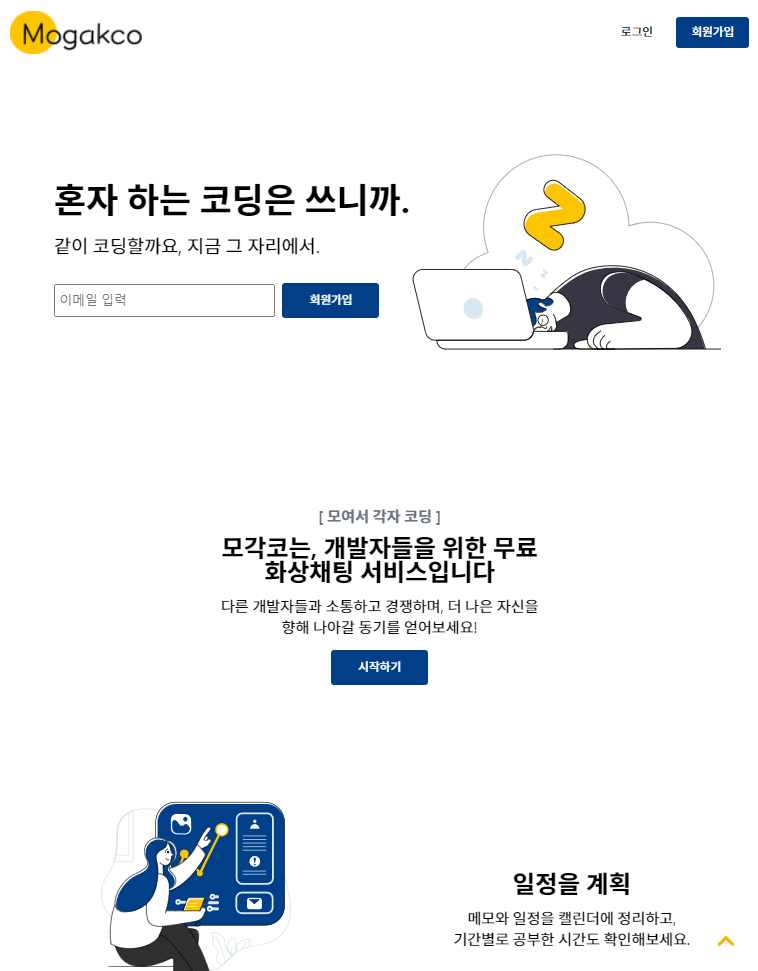 Mogakco
로그인
회원가입
혼자 하는 코딩은 쓰니까.
같이 코딩할까요, 지금 그 자리에서.
이메일 입력
회원가입
[ 모여서 각자 코딩 ]
모각코는, 개발자들을 위한 무료
화상채팅 서비스입니다
다른 개발자들과 소통하고 경쟁하며, 더 나은 자신을
향해 나아갈 동기를 얻어보세요!
시작하기
일정을 계획
메모와 일정을 캘린더에 정리하고,
기간별로 공부한 시간도 확인해보세요.